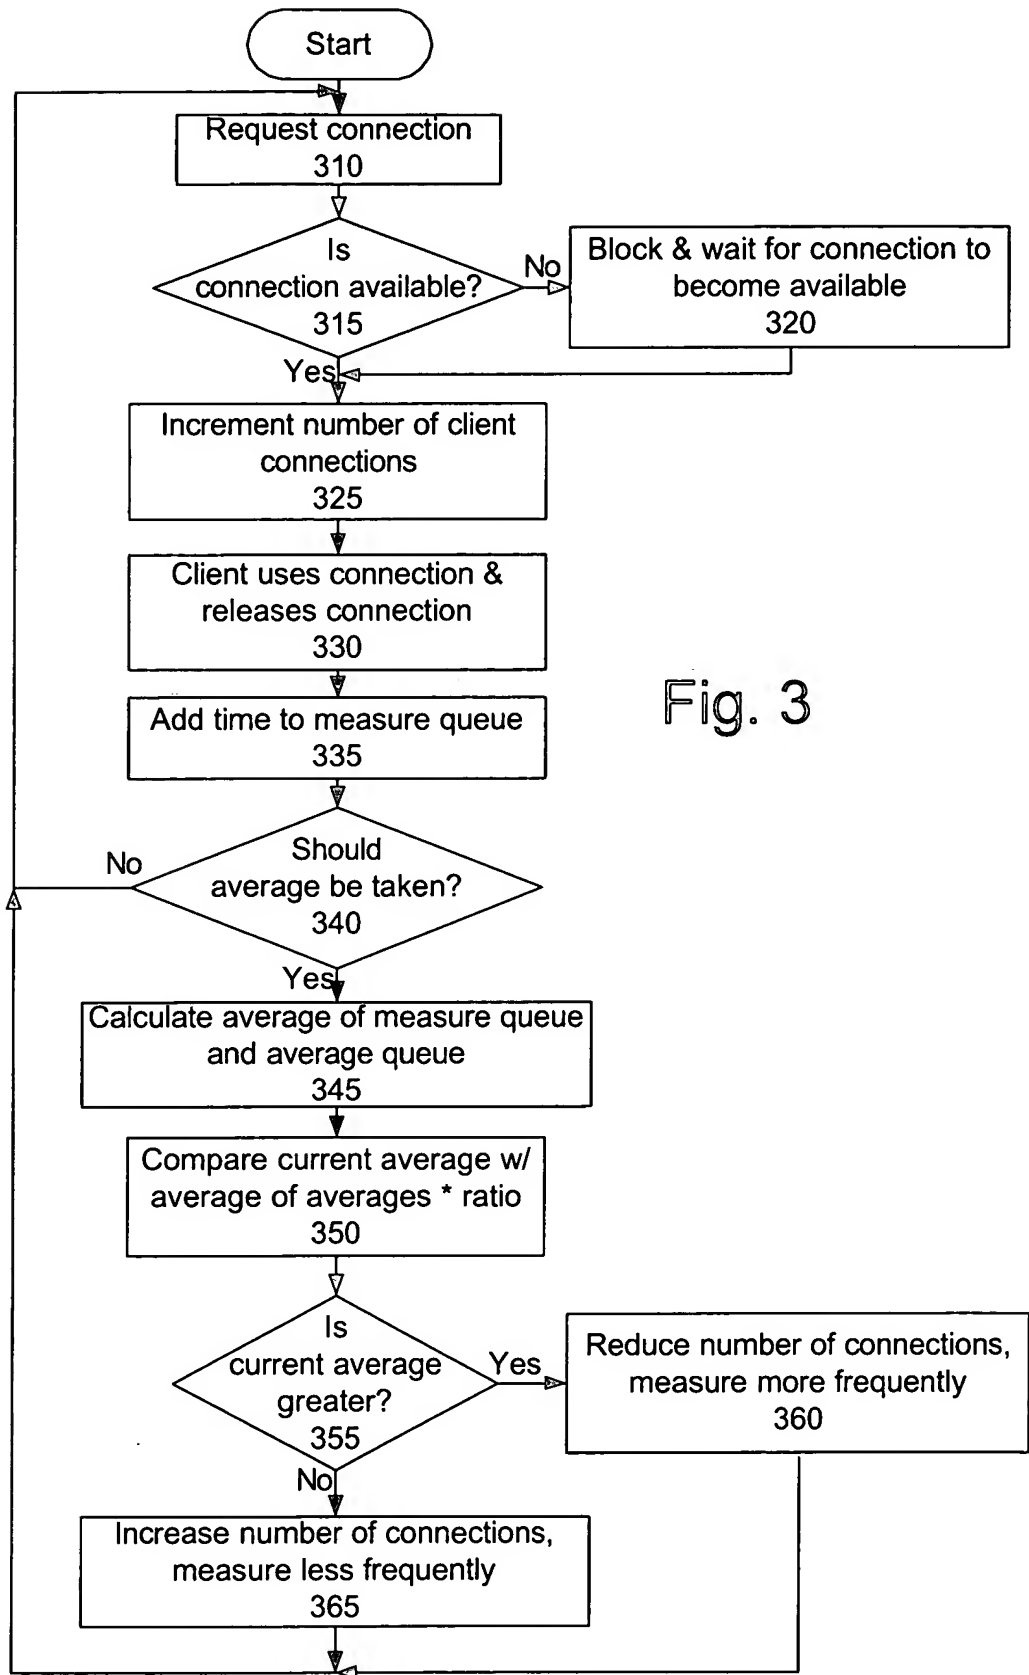 Start
Request connection
310
Is
connection available?
315
No
Block & wait for connection to
become available
320
Yes
Increment number of client
connections
325
Client uses connection &
releases connection
330
Add time to measure queue
335
Fig. 3
Should
average be taken?
340
No
Yes
Calculate average of measure queue
and average queue
345
Compare current average w/
average of averages * ratio
350
Is
current average
greater?
355
Yes
Reduce number of connections,
measure more frequently
360
No
Increase number of connections,
measure less frequently
365